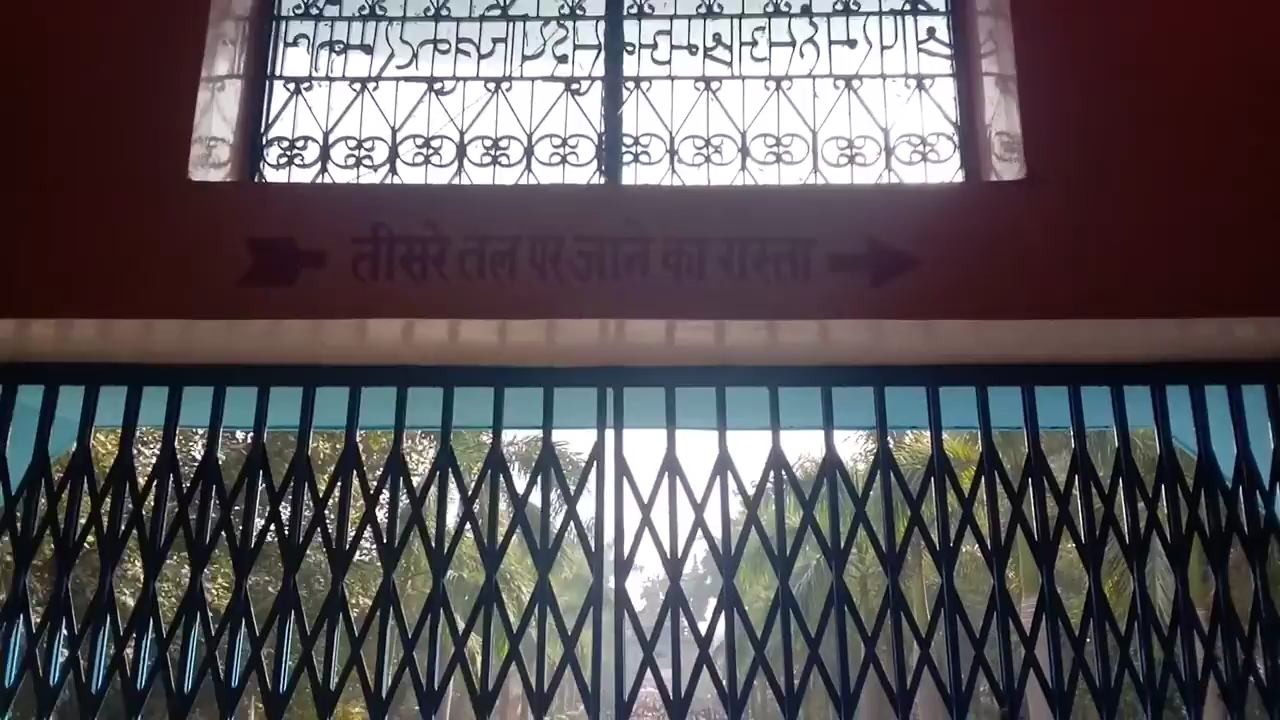 तीसरे तल पर जाने का रास्ता